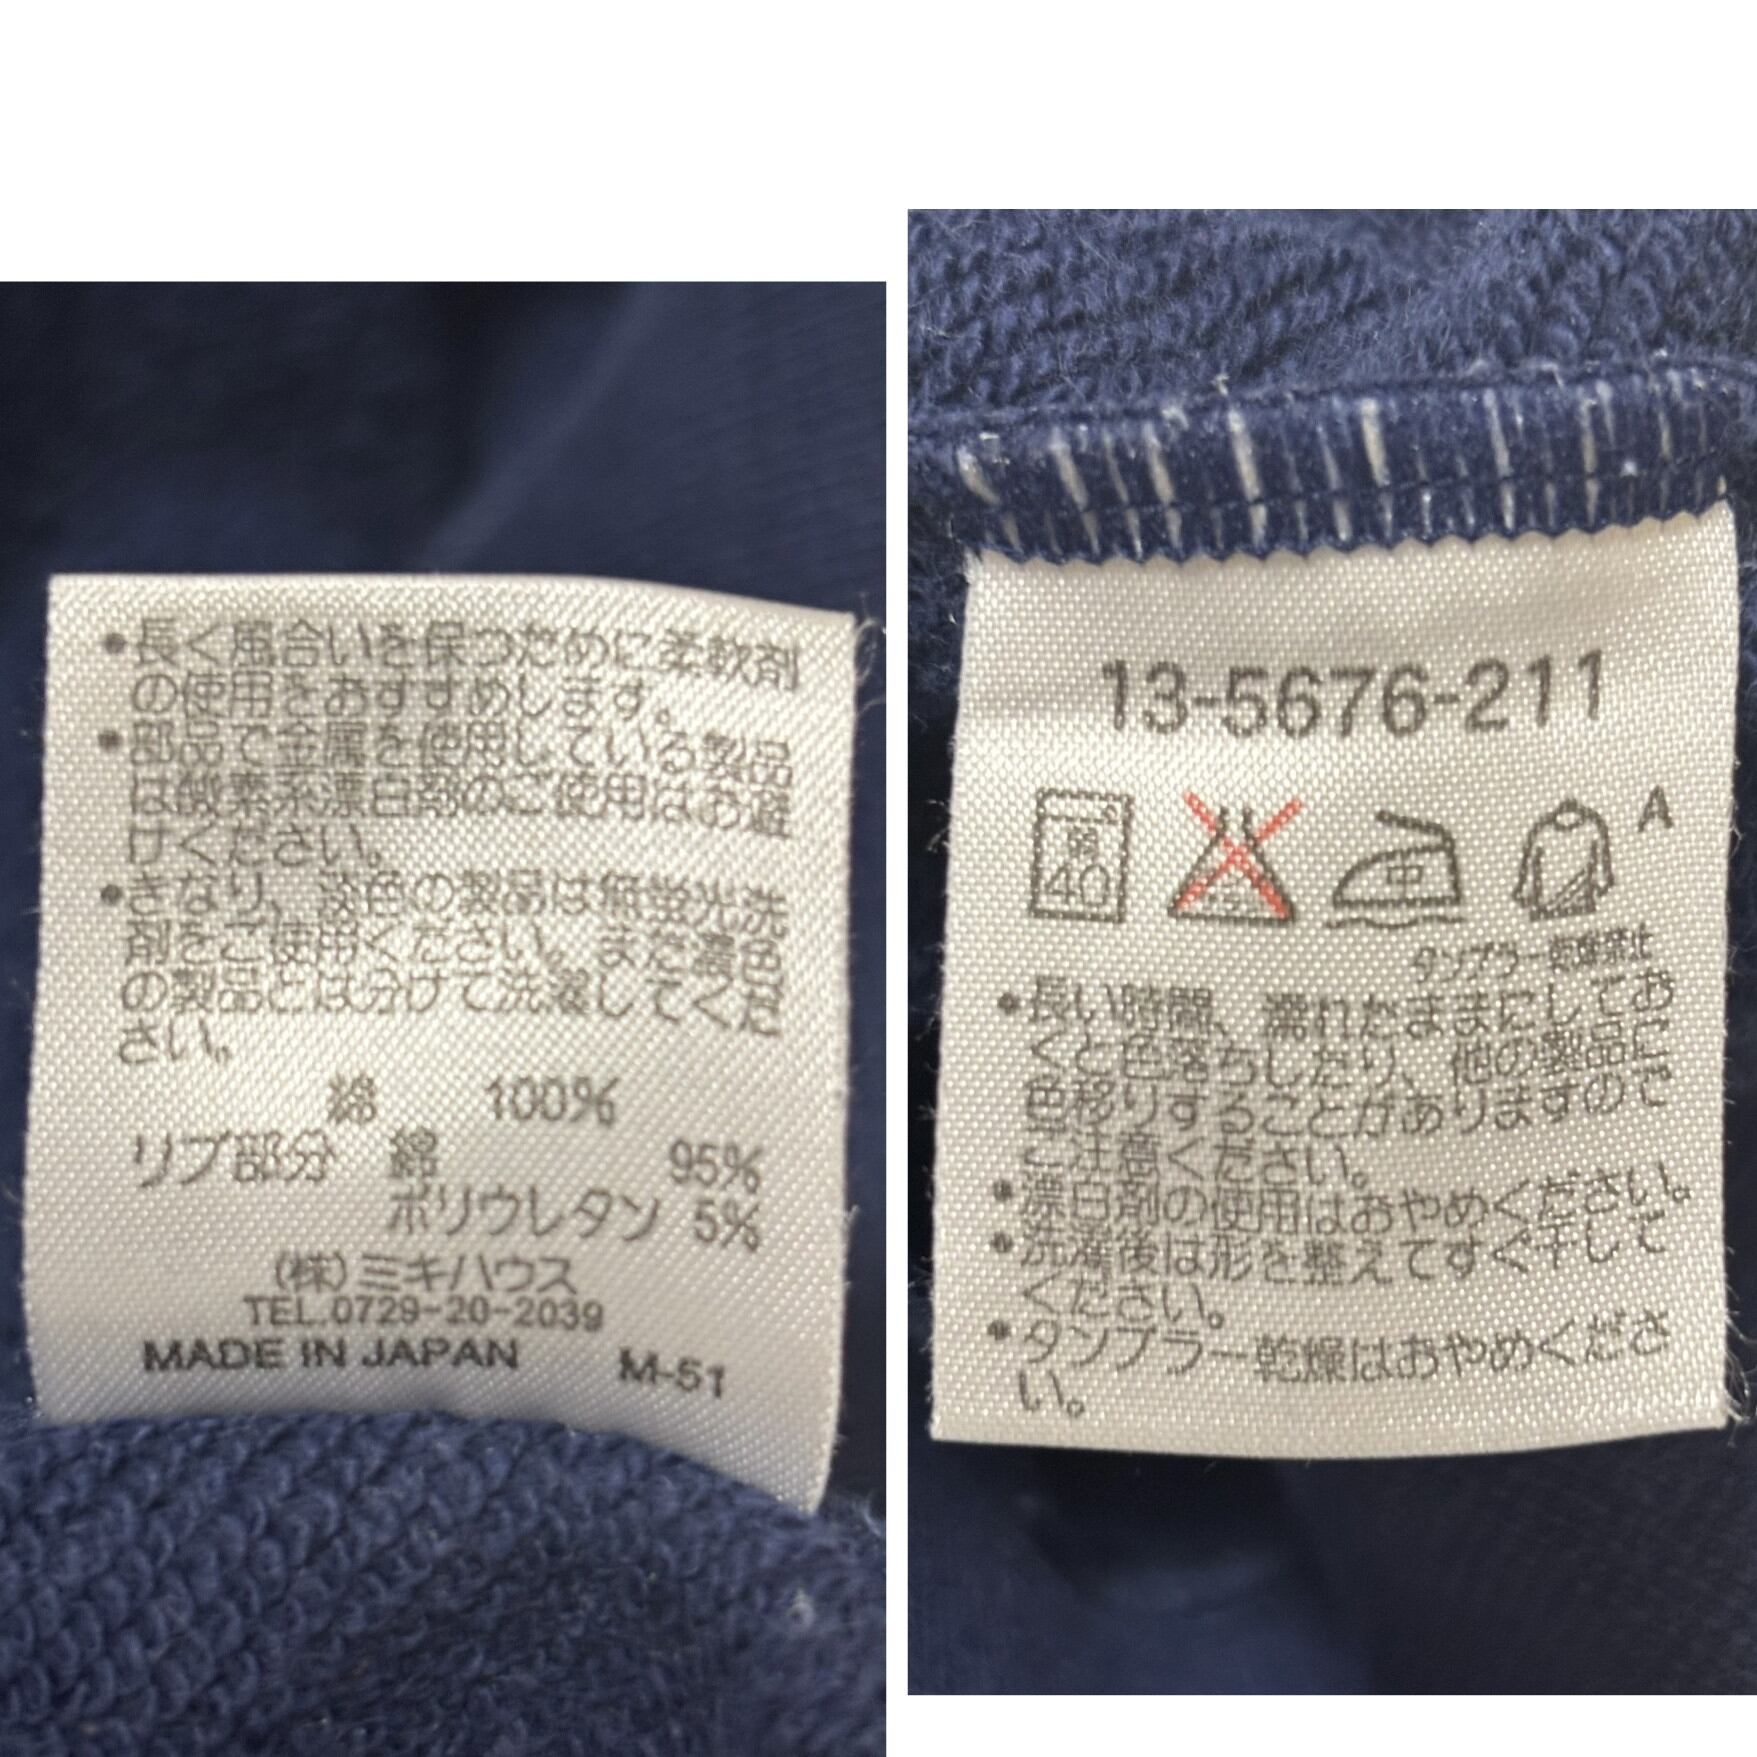 •長く風合いを保つために柔軟剤
の使用をおすすめします。
•部品で金属を使用している製品
は酸素系漂白剤のご使用はお避
けください。
•きなり、淡色の製品は無蛍光洗
剤をご使用ください。また濃色
の製品とは分けて洗濯してくだ
さい。
綿 100%
リブ部分 綿 95%
ポリウレタン 5%
(株)ミキハウス
TEL.0729-20-2039
MADE IN JAPAN M-51
13-5676-211
弱 40 エンソサラシ 中 A
タンブラー乾燥禁止
•長い時間、濡れたままにしてお
くと色落ちしたり、他の製品に
色移りすることがありますので
ご注意ください。
•漂白剤の使用はおやめください。
•洗濯後は形を整えてすぐ干して
ください。
•タンブラー乾燥はおやめくださ
い。